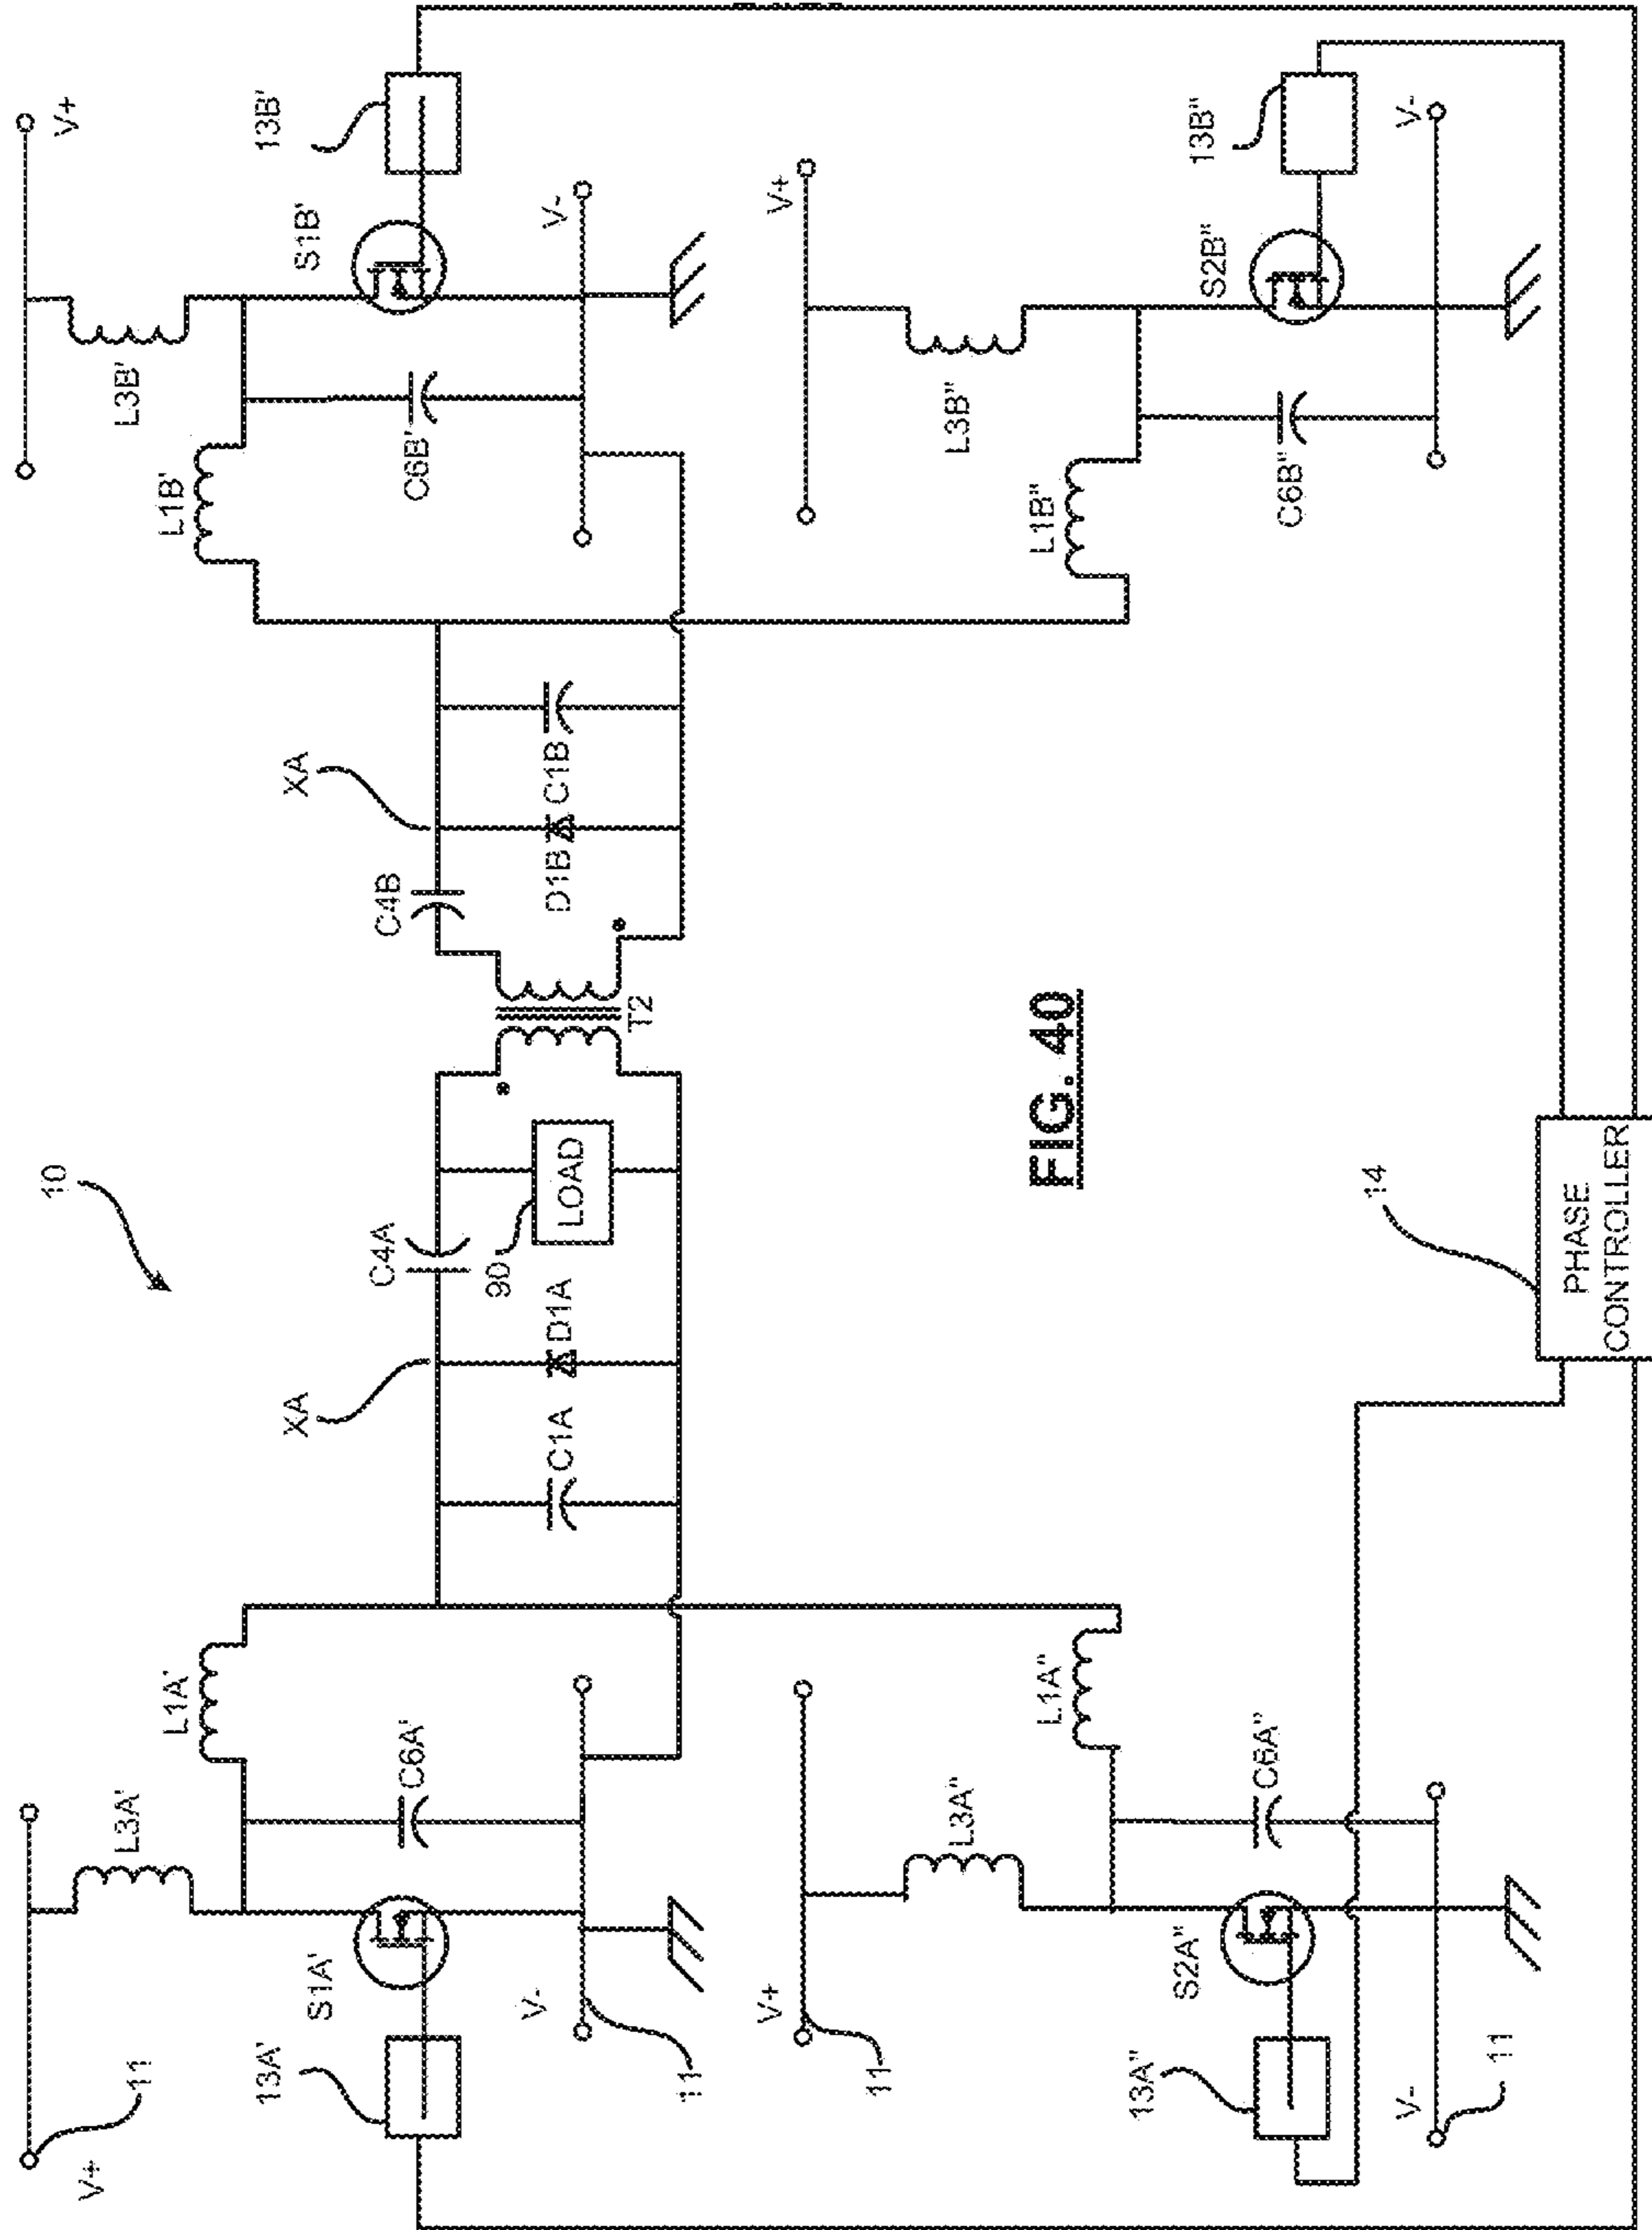 10
V+
11
L3A'
L1A'
13A'
S1A'
C6A'
V-
11
V+
11
L3A"
L1A"
13A"
S2A"
C6A"
V-
11
XA
C4A
C1A
D1A
90
LOAD
T2
XA
C4B
D1B
C1B
L1B'
L3B'
V+
C6B'
S1B'
13B'
V-
V+
L3B"
L1B"
C6B"
S2B"
13B"
V-
14
PHASE
CONTROLLER
FIG. 40